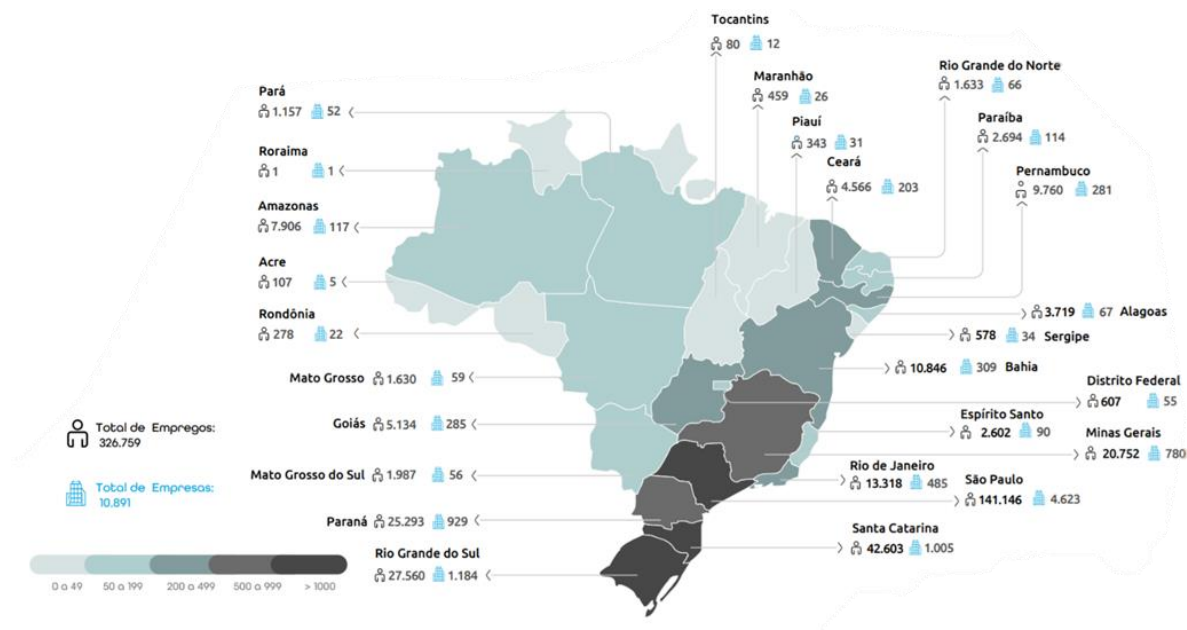 Tocantins
80 12
Maranhão
459 26
Piauí
343 31
Ceará
4.566 203
Rio Grande do Norte
1.633 66
Paraíba
2.694 114
Pernambuco
9.760 281
Pará
1.157 52
Roraima
1 1
Amazonas
7.906 117
Acre
107 5
Rondônia
278 22
Mato Grosso 1.630 59
Goiás 5.134 285
Mato Grosso do Sul 1.987 56
Paraná 25.293 929
Rio Grande do Sul
27.560 1.184
3.719 67 Alagoas
578 34 Sergipe
10.846 309 Bahia
Distrito Federal
607 55
Espírito Santo
2.602 90
Minas Gerais
20.752 780
Rio de Janeiro
13.318 485
São Paulo
141.146 4.623
Santa Catarina
42.603 1.005
Total de Empregos:
326.759
Total de Empresas:
10.891
0 a 49 50 a 199 200 a 499 500 a 999 > 1000